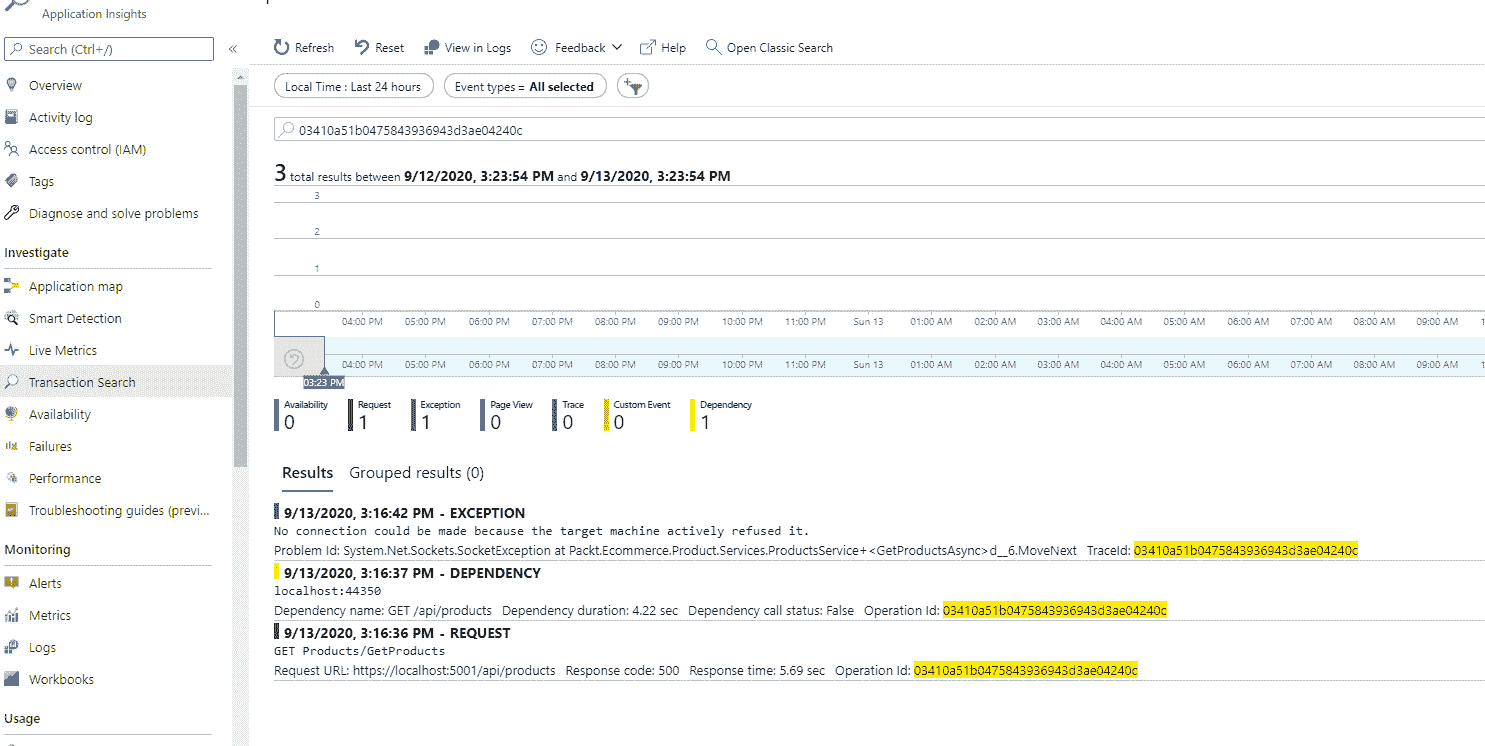 Application Insights
Search (Ctrl+/)
«
Overview
Activity log
Access control (IAM)
Tags
Diagnose and solve problems
Investigate
Application map
Smart Detection
Live Metrics
Transaction Search
Availability
Failures
Performance
Troubleshooting guides (previ...
Monitoring
Alerts
Metrics
Logs
Workbooks
Usage
Refresh Reset View in Logs Feedback Help Open Classic Search
Local Time : Last 24 hours Event types = All selected
03410a51b0475843936943d3ae04240c
3 total results between 9/12/2020, 3:23:54 PM and 9/13/2020, 3:23:54 PM
3
2
1
0
04:00 PM 05:00 PM 06:00 PM 07:00 PM 08:00 PM 09:00 PM 10:00 PM 11:00 PM Sun 13 01:00 AM 02:00 AM 03:00 AM 04:00 AM 05:00 AM 06:00 AM 07:00 AM 08:00 AM 09:00 AM
04:00 PM 05:00 PM 06:00 PM 07:00 PM 08:00 PM 09:00 PM 10:00 PM 11:00 PM Sun 13 01:00 AM 02:00 AM 03:00 AM 04:00 AM 05:00 AM 06:00 AM 07:00 AM 08:00 AM 09:00 AM
03:23 PM
Availability Request Exception Page View Trace Custom Event Dependency
0 1 1 0 0 0 1
Results Grouped results (0)
9/13/2020, 3:16:42 PM - EXCEPTION
No connection could be made because the target machine actively refused it.
Problem Id: System.Net.Sockets.SocketException at Packt.Ecommerce.Product.Services.ProductsService+<GetProductsAsync>d__6.MoveNext TraceId: 03410a51b0475843936943d3ae04240c
9/13/2020, 3:16:37 PM - DEPENDENCY
localhost:44350
Dependency name: GET /api/products Dependency duration: 4.22 sec Dependency call status: False Operation Id: 03410a51b0475843936943d3ae04240c
9/13/2020, 3:16:36 PM - REQUEST
GET Products/GetProducts
Request URL: https://localhost:5001/api/products Response code: 500 Response time: 5.69 sec Operation Id: 03410a51b0475843936943d3ae04240c